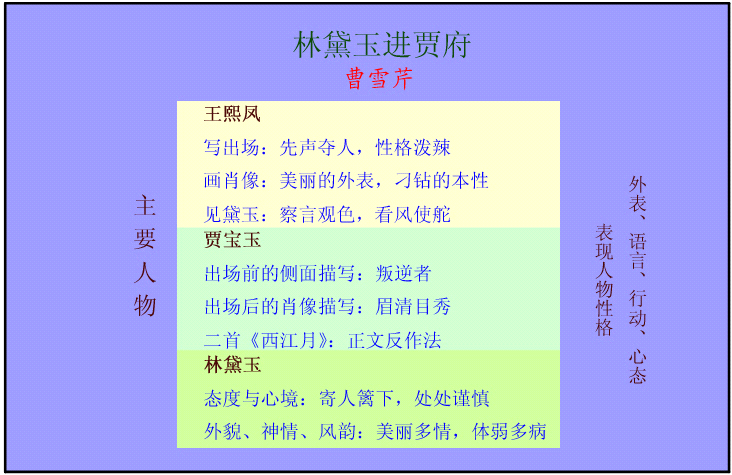 林黛玉进贾府
曹雪芹
主要人物
王熙凤
写出场：先声夺人，性格泼辣
画肖像：美丽的外表，刁钻的本性
见黛玉：察言观色，看风使舵
贾宝玉
出场前的侧面描写：叛逆者
出场后的肖像描写：眉清目秀
二首《西江月》：正文反作法
林黛玉
态度与心境：寄人篱下，处处谨慎
外貌、神情、风韵：美丽多情，体弱多病
外表、语言、行动、心态
表现人物性格